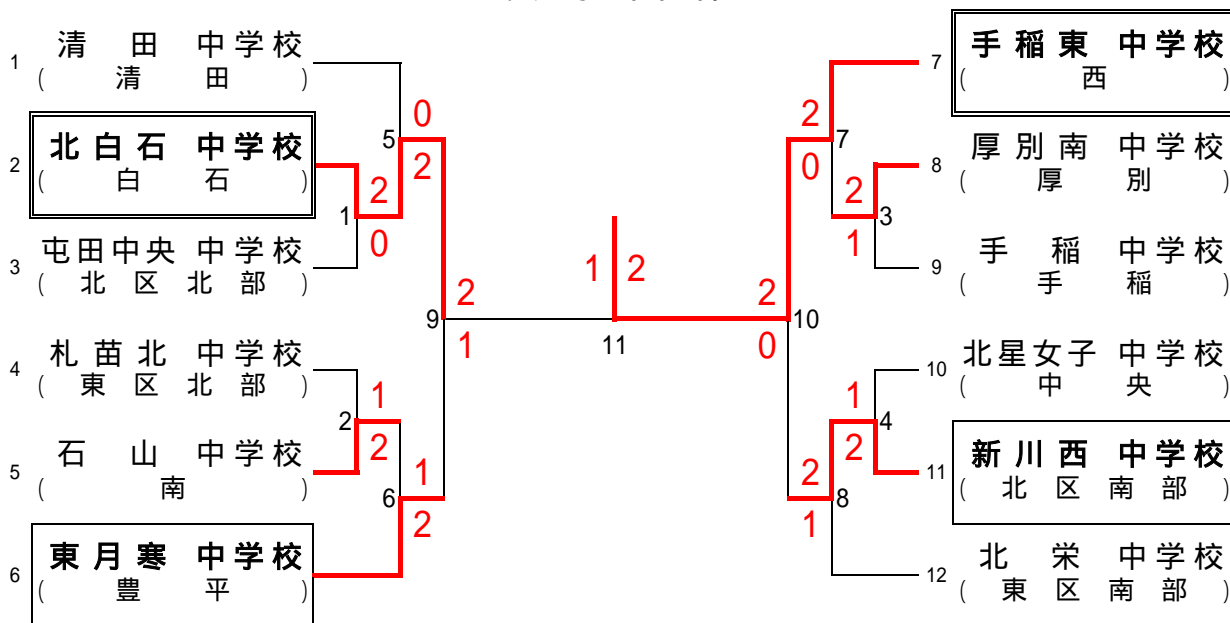 1 清田 中学校
( 清田 )
2 北白石 中学校
( 白石 )
3 屯田中央 中学校
( 北区北部 )
4 札苗北 中学校
( 東区北部 )
5 石山 中学校
( 南 )
6 東月寒 中学校
( 豊平 )
1
2
0
5
0
2
2
1
2
6
1
2
9
2
1
11
1 2
10
2
0
7
2
0
3
2
1
4
1
2
8
2
1
7 手稲東 中学校
( 西 )
8 厚別南 中学校
( 厚別 )
9 手稲 中学校
( 手稲 )
10 北星女子 中学校
( 中央 )
11 新川西 中学校
( 北区南部 )
12 北栄 中学校
( 東区南部 )